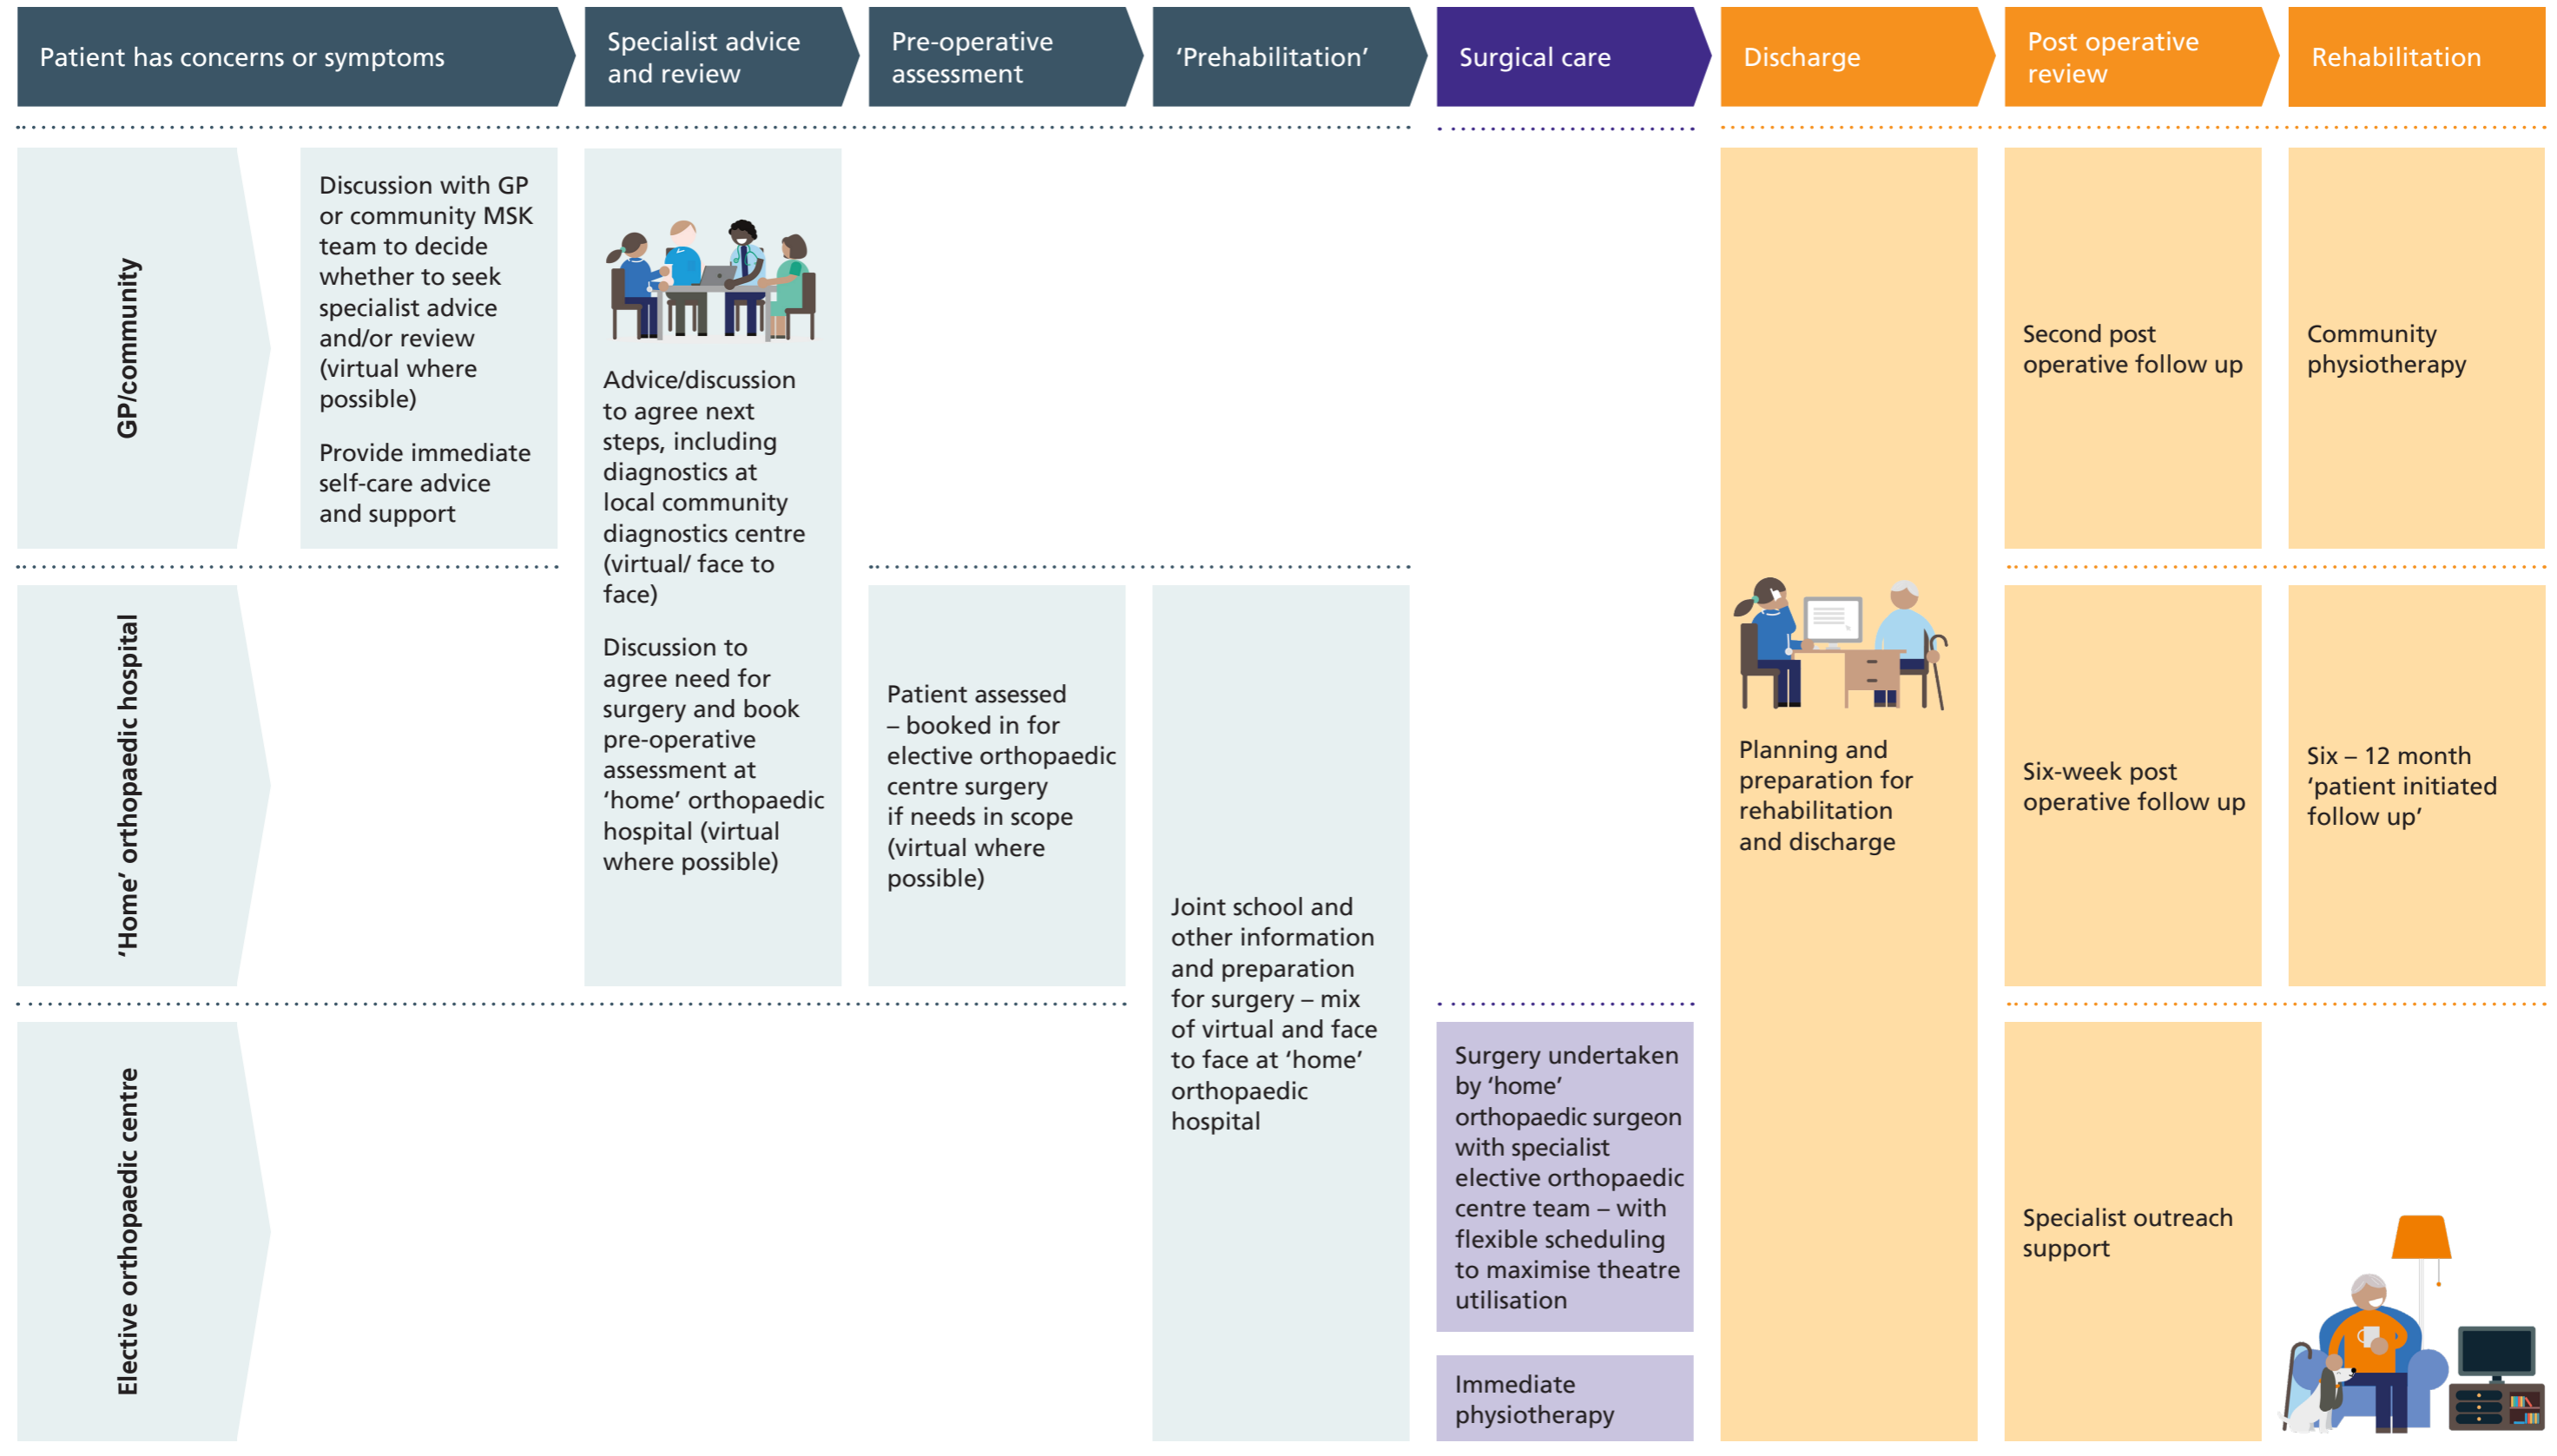 Patient has concerns or symptoms
Specialist advice
and review
Pre-operative
assessment
‘Prehabilitation’
Surgical care
Discharge
Post operative
review
Rehabilitation
GP/community
Discussion with GP
or community MSK
team to decide
whether to seek
specialist advice
and/or review
(virtual where
possible)
Provide immediate
self-care advice
and support
Advice/discussion
to agree next
steps, including
diagnostics at
local community
diagnostics centre
(virtual/ face to
face)
Discussion to
agree need for
surgery and book
pre-operative
assessment at
‘home’ orthopaedic
hospital (virtual
where possible)
Second post
operative follow up
Community
physiotherapy
‘Home’ orthopaedic hospital
Patient assessed
– booked in for
elective orthopaedic
centre surgery
if needs in scope
(virtual where
possible)
Joint school and
other information
and preparation
for surgery – mix
of virtual and face
to face at ‘home’
orthopaedic
hospital
Planning and
preparation for
rehabilitation
and discharge
Six-week post
operative follow up
Six – 12 month
‘patient initiated
follow up’
Elective orthopaedic centre
Surgery undertaken
by ‘home’
orthopaedic surgeon
with specialist
elective orthopaedic
centre team – with
flexible scheduling
to maximise theatre
utilisation
Immediate
physiotherapy
Specialist outreach
support